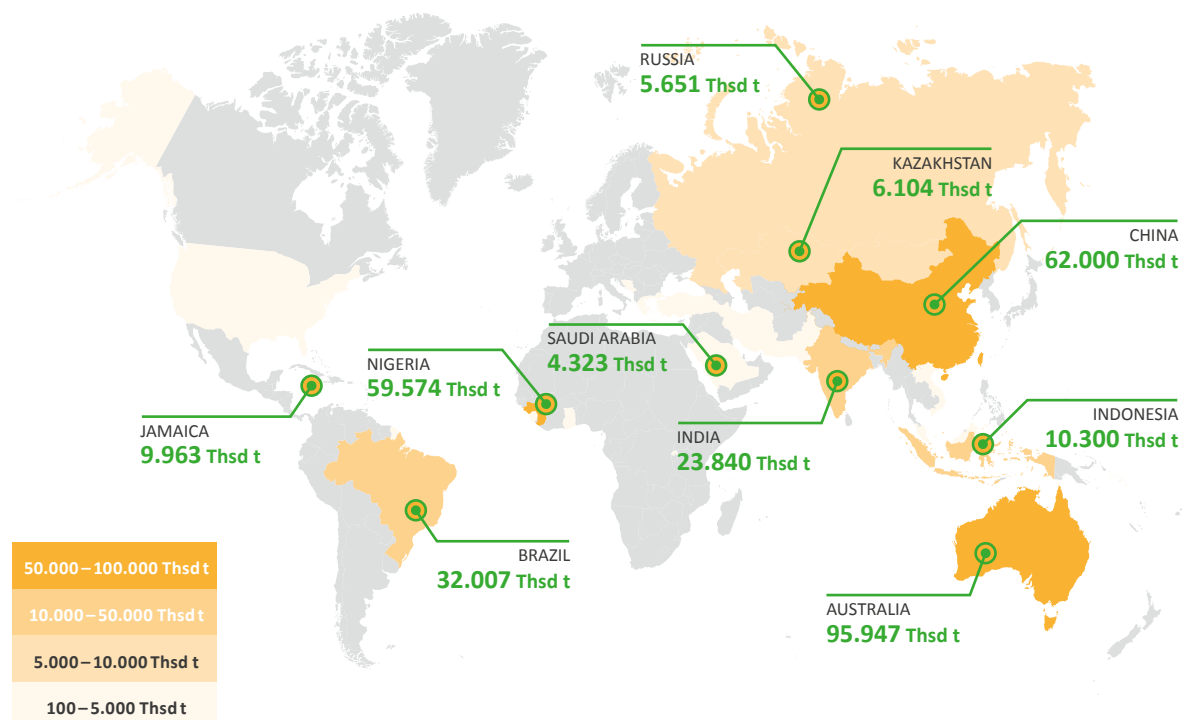 RUSSIA
5.651 Thsd t
KAZAKHSTAN
6.104 Thsd t
CHINA
62.000 Thsd t
SAUDI ARABIA
4.323 Thsd t
NIGERIA
59.574 Thsd t
JAMAICA
9.963 Thsd t
INDIA
23.840 Thsd t
INDONESIA
10.300 Thsd t
BRAZIL
32.007 Thsd t
AUSTRALIA
95.947 Thsd t
50.000–100.000 Thsd t
10.000–50.000 Thsd t
5.000–10.000 Thsd t
100–5.000 Thsd t